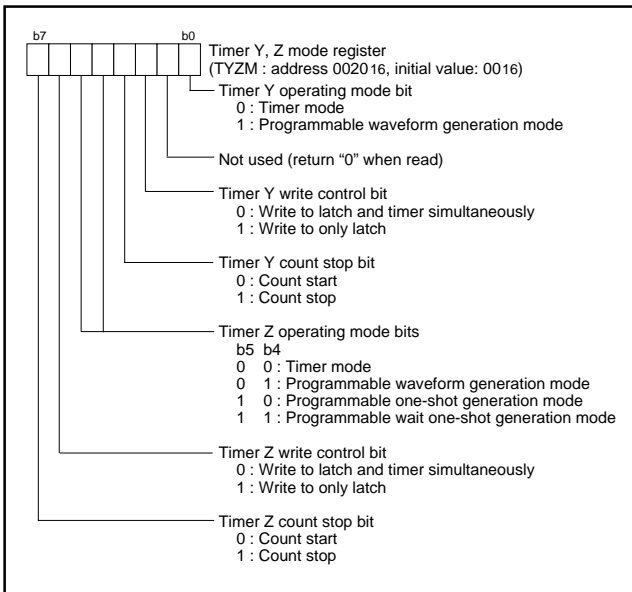 b7 b0
Timer Y, Z mode register
(TYZM : address 002016, initial value: 0016)
Timer Y operating mode bit
0 : Timer mode
1 : Programmable waveform generation mode
Not used (return “0” when read)
Timer Y write control bit
0 : Write to latch and timer simultaneously
1 : Write to only latch
Timer Y count stop bit
0 : Count start
1 : Count stop
Timer Z operating mode bits
b5 b4
0 0 : Timer mode
0 1 : Programmable waveform generation mode
1 0 : Programmable one-shot generation mode
1 1 : Programmable wait one-shot generation mode
Timer Z write control bit
0 : Write to latch and timer simultaneously
1 : Write to only latch
Timer Z count stop bit
0 : Count start
1 : Count stop